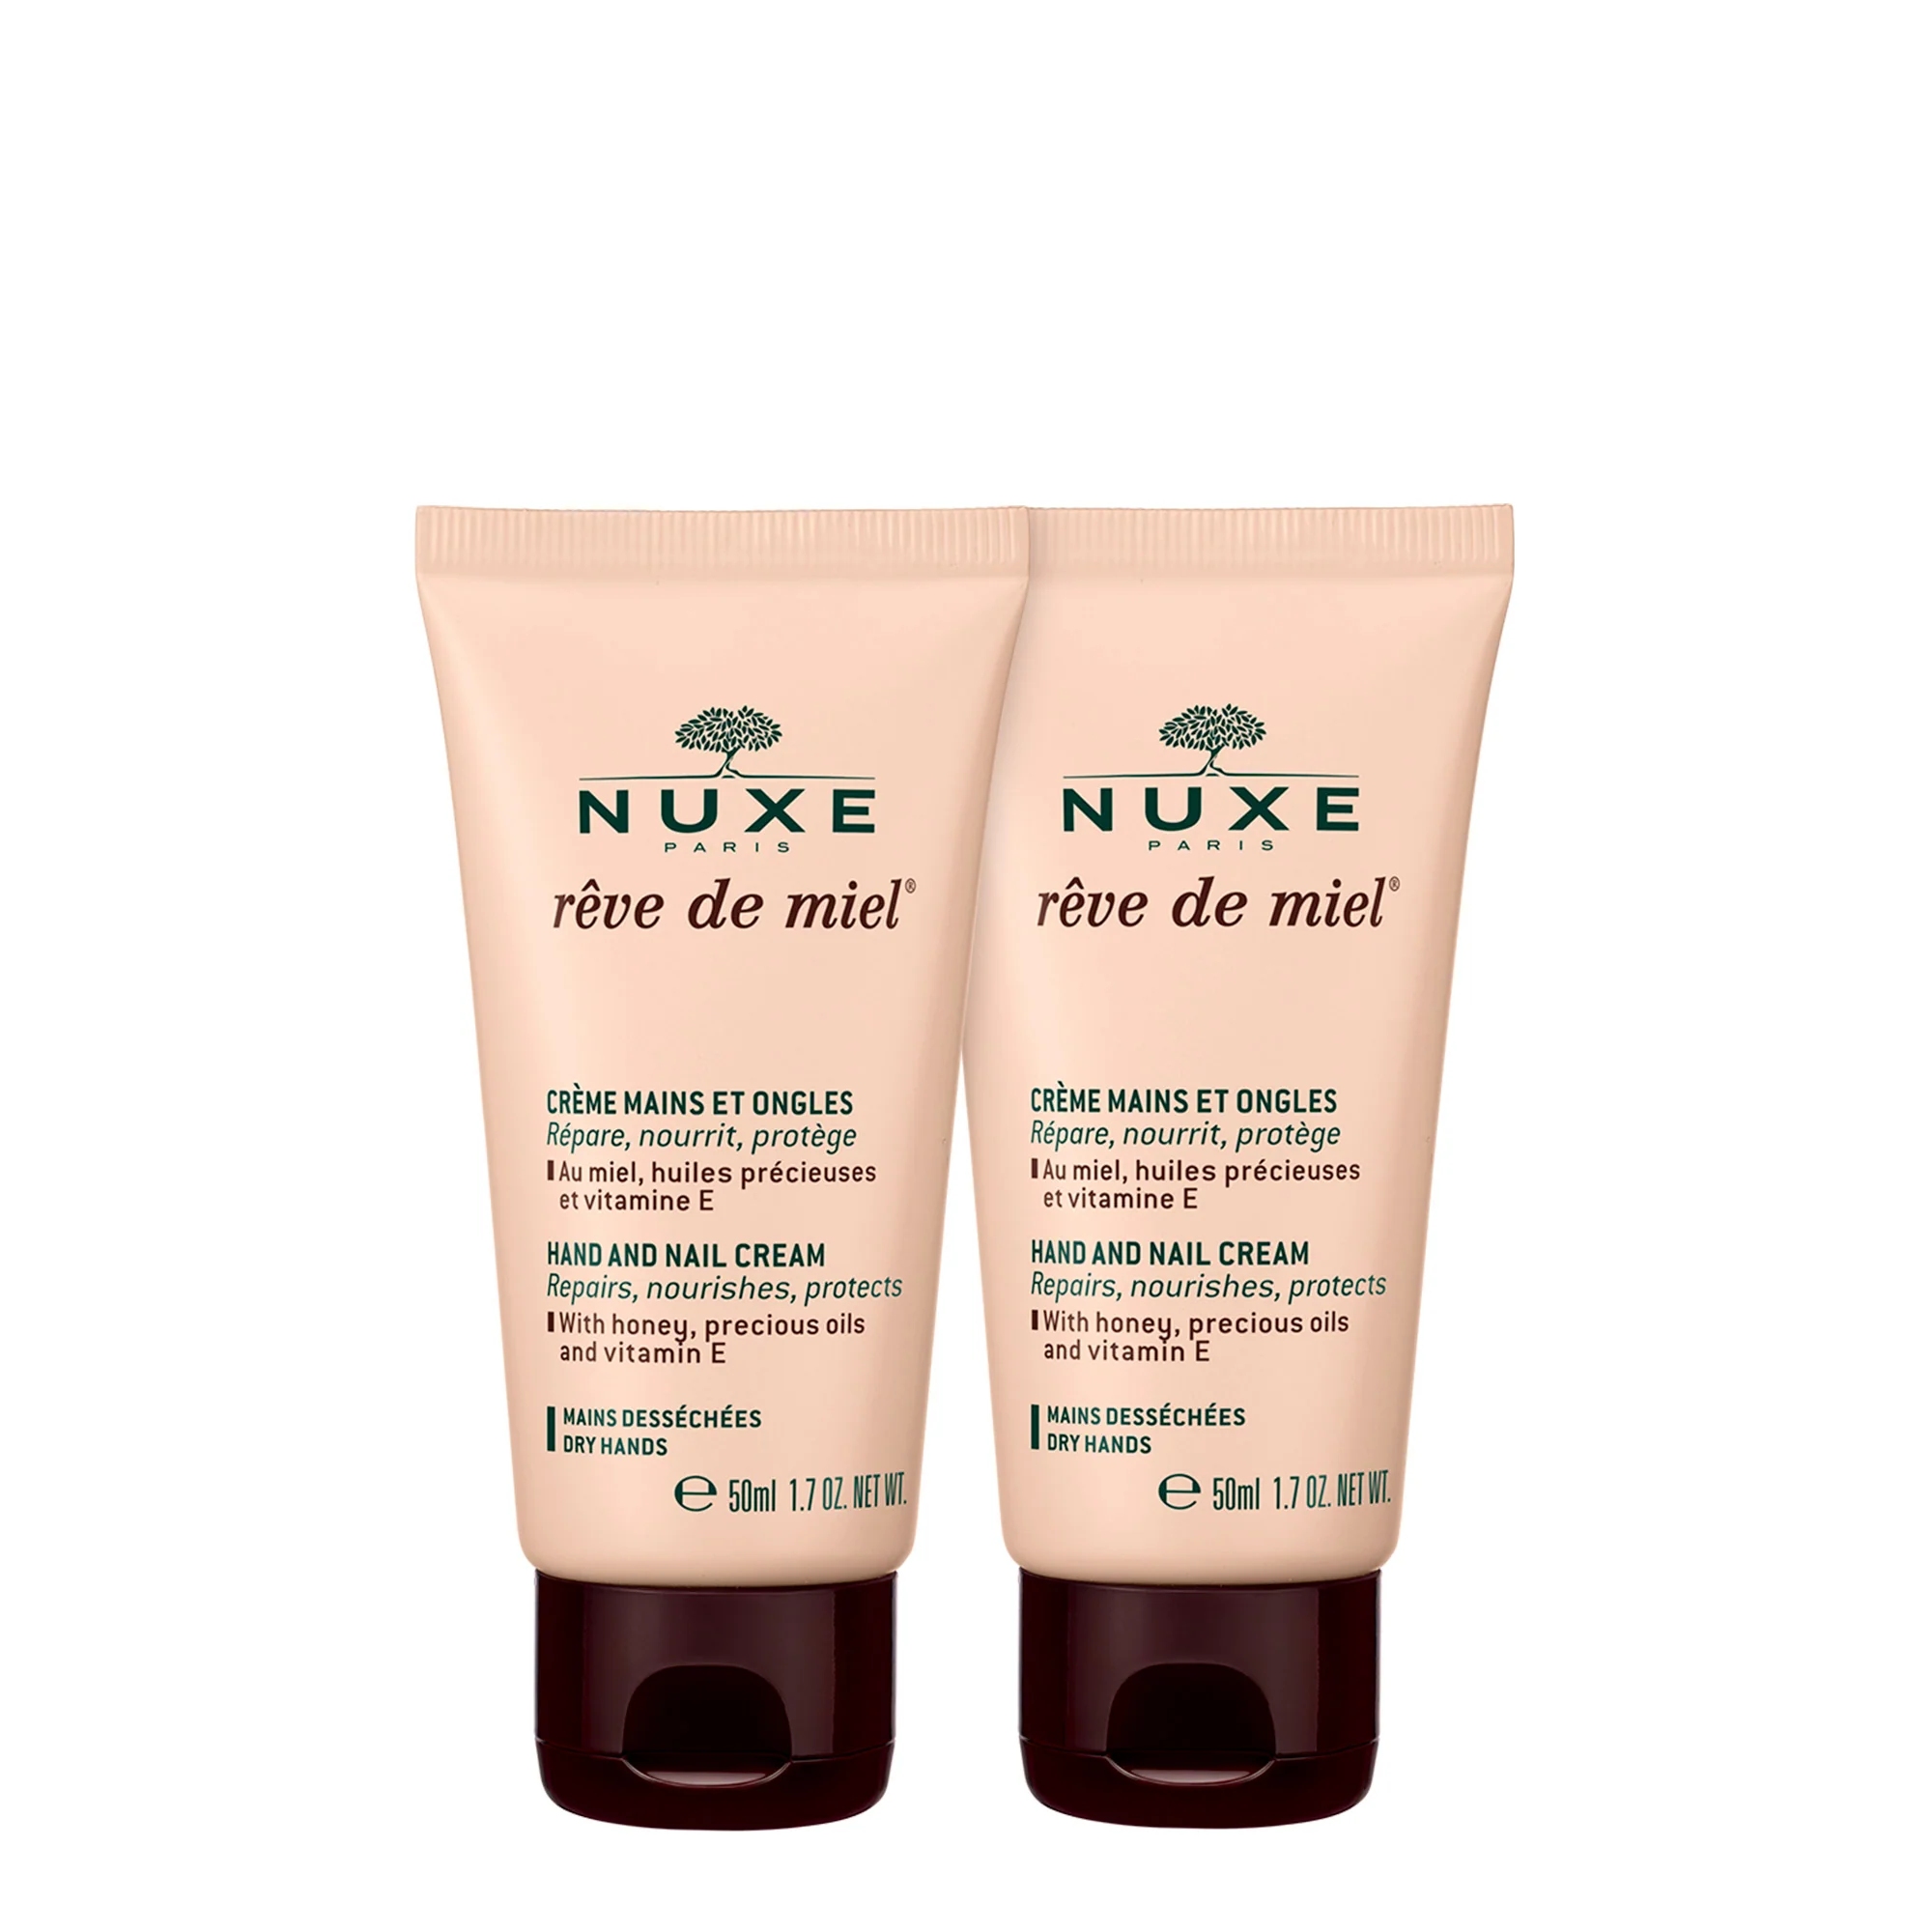 NUXE
PARIS
rêve de miel®
CRÈME MAINS ET ONGLES
Répare, nourrit, protège
Au miel, huiles précieuses
et vitamine E
HAND AND NAIL CREAM
Repairs, nourishes, protects
With honey, precious oils
and vitamin E
MAINS DESSÉCHÉES
DRY HANDS
℮ 50ml 1.7 OZ. NET WT.
NUXE
PARIS
rêve de miel®
CRÈME MAINS ET ONGLES
Répare, nourrit, protège
Au miel, huiles précieuses
et vitamine E
HAND AND NAIL CREAM
Repairs, nourishes, protects
With honey, precious oils
and vitamin E
MAINS DESSÉCHÉES
DRY HANDS
℮ 50ml 1.7 OZ. NET WT.